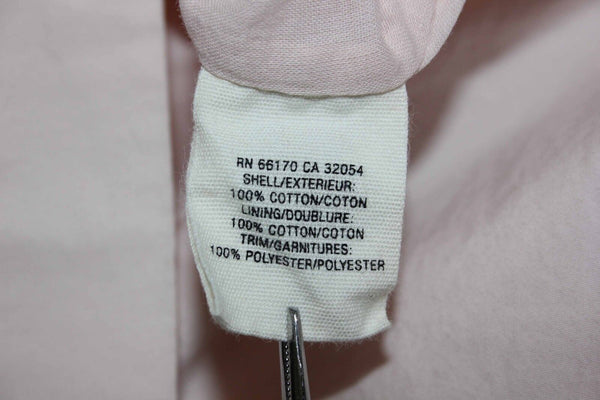 RN 66170 CA 32054
SHELL/EXTERIEUR:
100% COTTON/COTON
LINING/DOUBLURE:
100% COTTON/COTON
TRIM/GARNITURES:
100% POLYESTER/POLYESTER